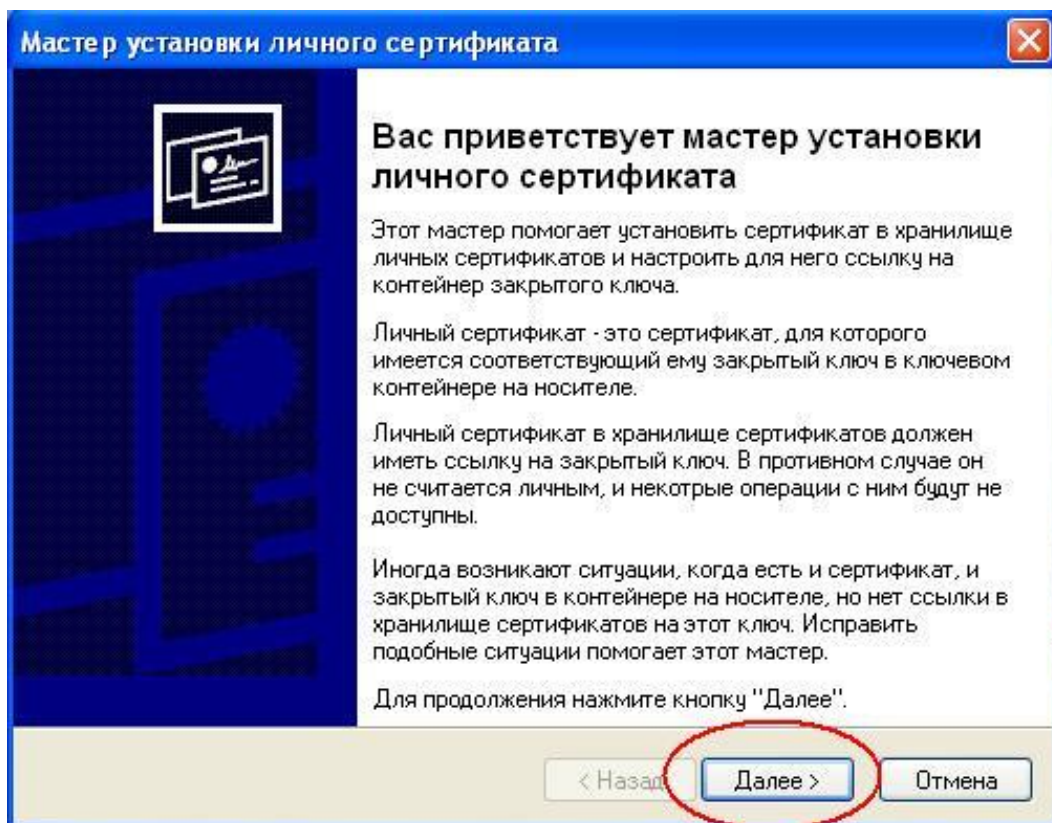 Мастер установки личного сертификата
Вас приветствует мастер установки
личного сертификата
Этот мастер помогает установить сертификат в хранилище
личных сертификатов и настроить для него ссылку на
контейнер закрытого ключа.
Личный сертификат - это сертификат, для которого
имеется соответствующий ему закрытый ключ в ключевом
контейнере на носителе.
Личный сертификат в хранилище сертификатов должен
иметь ссылку на закрытый ключ. В противном случае он
не считается личным, и некотрые операции с ним будут не
доступны.
Иногда возникают ситуации, когда есть и сертификат, и
закрытый ключ в контейнере на носителе, но нет ссылки в
хранилище сертификатов на этот ключ. Исправить
подобные ситуации помогает этот мастер.
Для продолжения нажмите кнопку "Далее".
< Назад Далее > Отмена